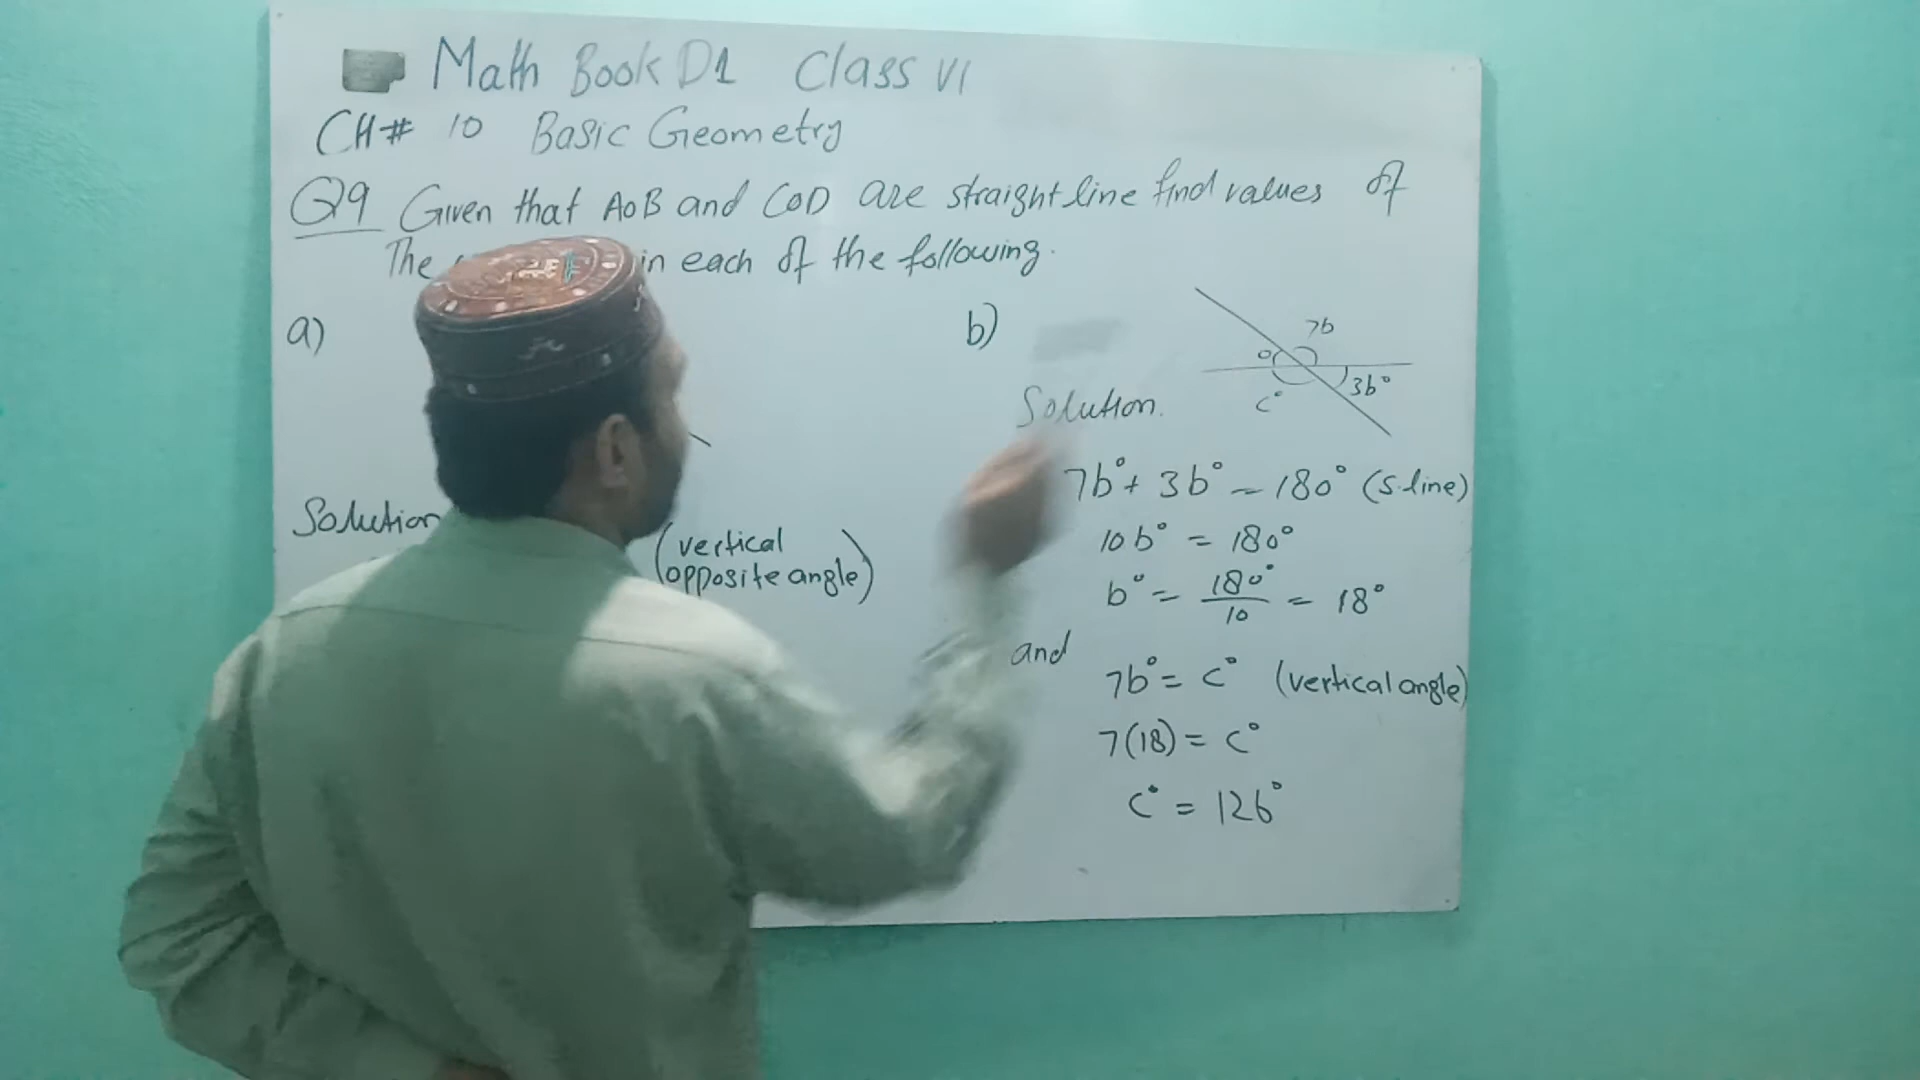 Math Book D1 Class VI
CH# 10 Basic Geometry
Q9 Given that AOB and COD are straight line find values of
The in each of the following.
a)
Solution
(vertical
opposite angle)
b)
7b
o
3b°
c°
Solution.
7b° + 3b° = 180° (s.line)
10b° = 180°
b° = 180°/10 = 18°
and
7b° = c° (vertical angle)
7(18) = c°
c° = 126°